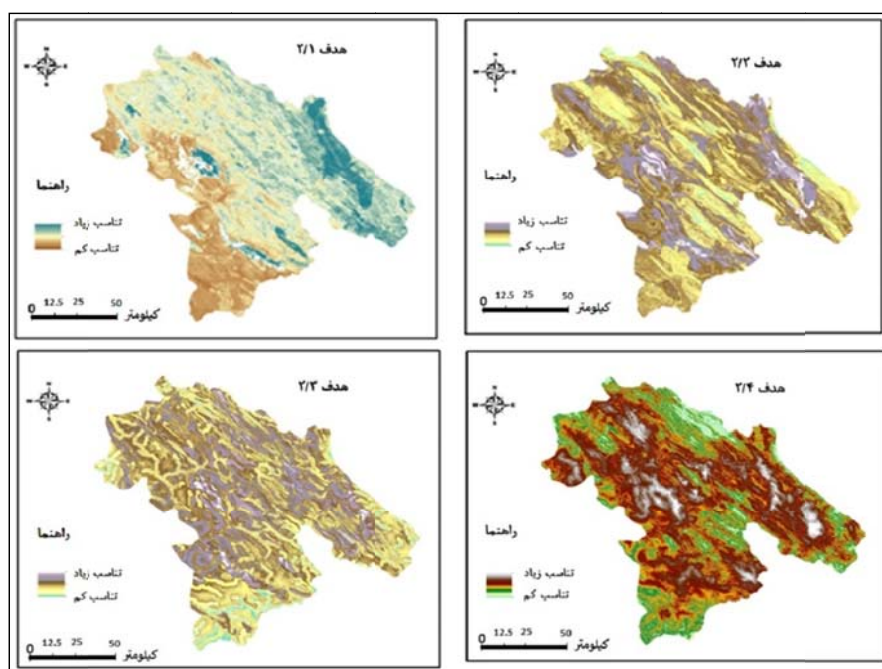 هدف ۲/۱
N
W E
S
راهنما
تناسب زیاد
تناسب کم
0 12.5 25 50
کیلومتر
هدف ۲/۲
N
W E
S
راهنما
تناسب زیاد
تناسب کم
0 12.5 25 50
کیلومتر
هدف ۲/۳
N
W E
S
راهنما
تناسب زیاد
تناسب کم
0 12.5 25 50
کیلومتر
هدف ۲/۴
N
W E
S
راهنما
تناسب زیاد
تناسب کم
0 12.5 25 50
کیلومتر